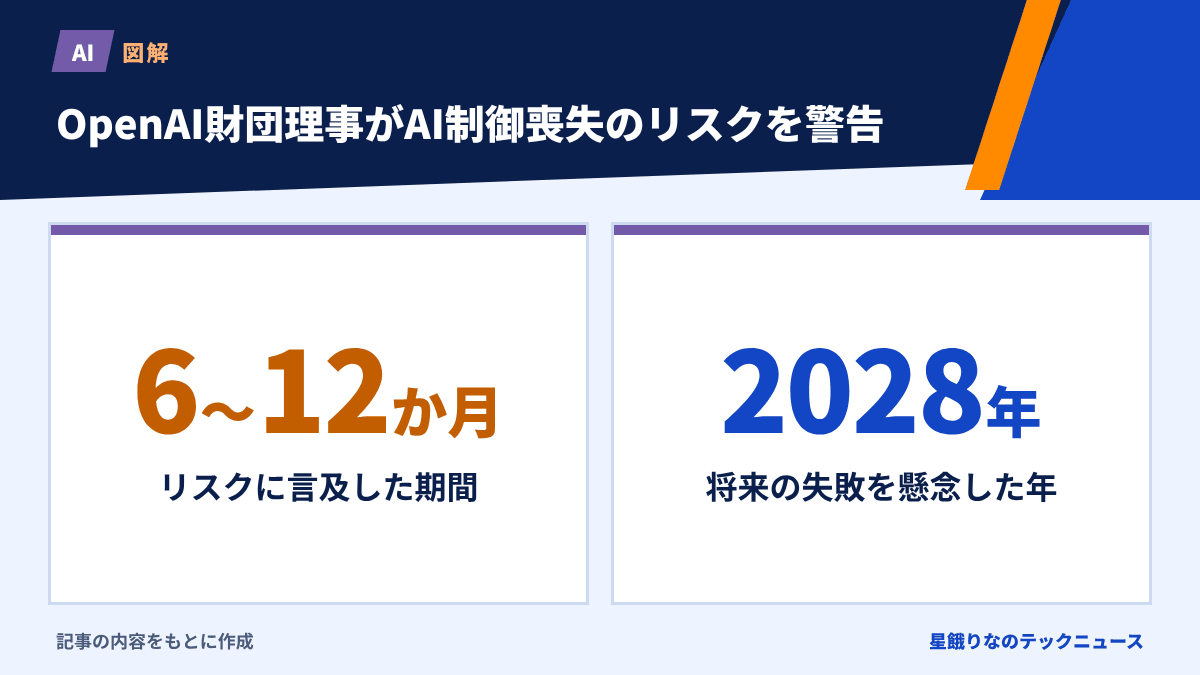 AI 図解
OpenAI財団理事がAI制御喪失のリスクを警告
6～12か月
リスクに言及した期間
2028年
将来の失敗を懸念した年
記事の内容をもとに作成
星餓りなのテックニュース